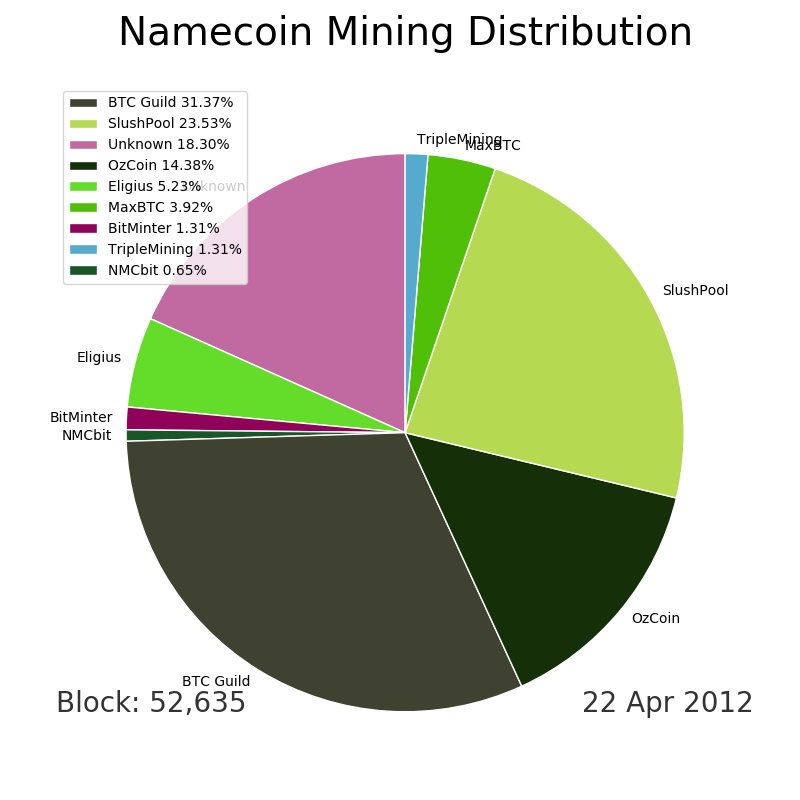 Namecoin Mining Distribution
BTC Guild 31.37%
SlushPool 23.53%
Unknown 18.30%
OzCoin 14.38%
Eligius 5.23%
MaxBTC 3.92%
BitMinter 1.31%
TripleMining 1.31%
NMCbit 0.65%
Unknown
TripleMining
MaxBTC
SlushPool
Eligius
BitMinter
NMCbit
OzCoin
BTC Guild
Block: 52,635
22 Apr 2012